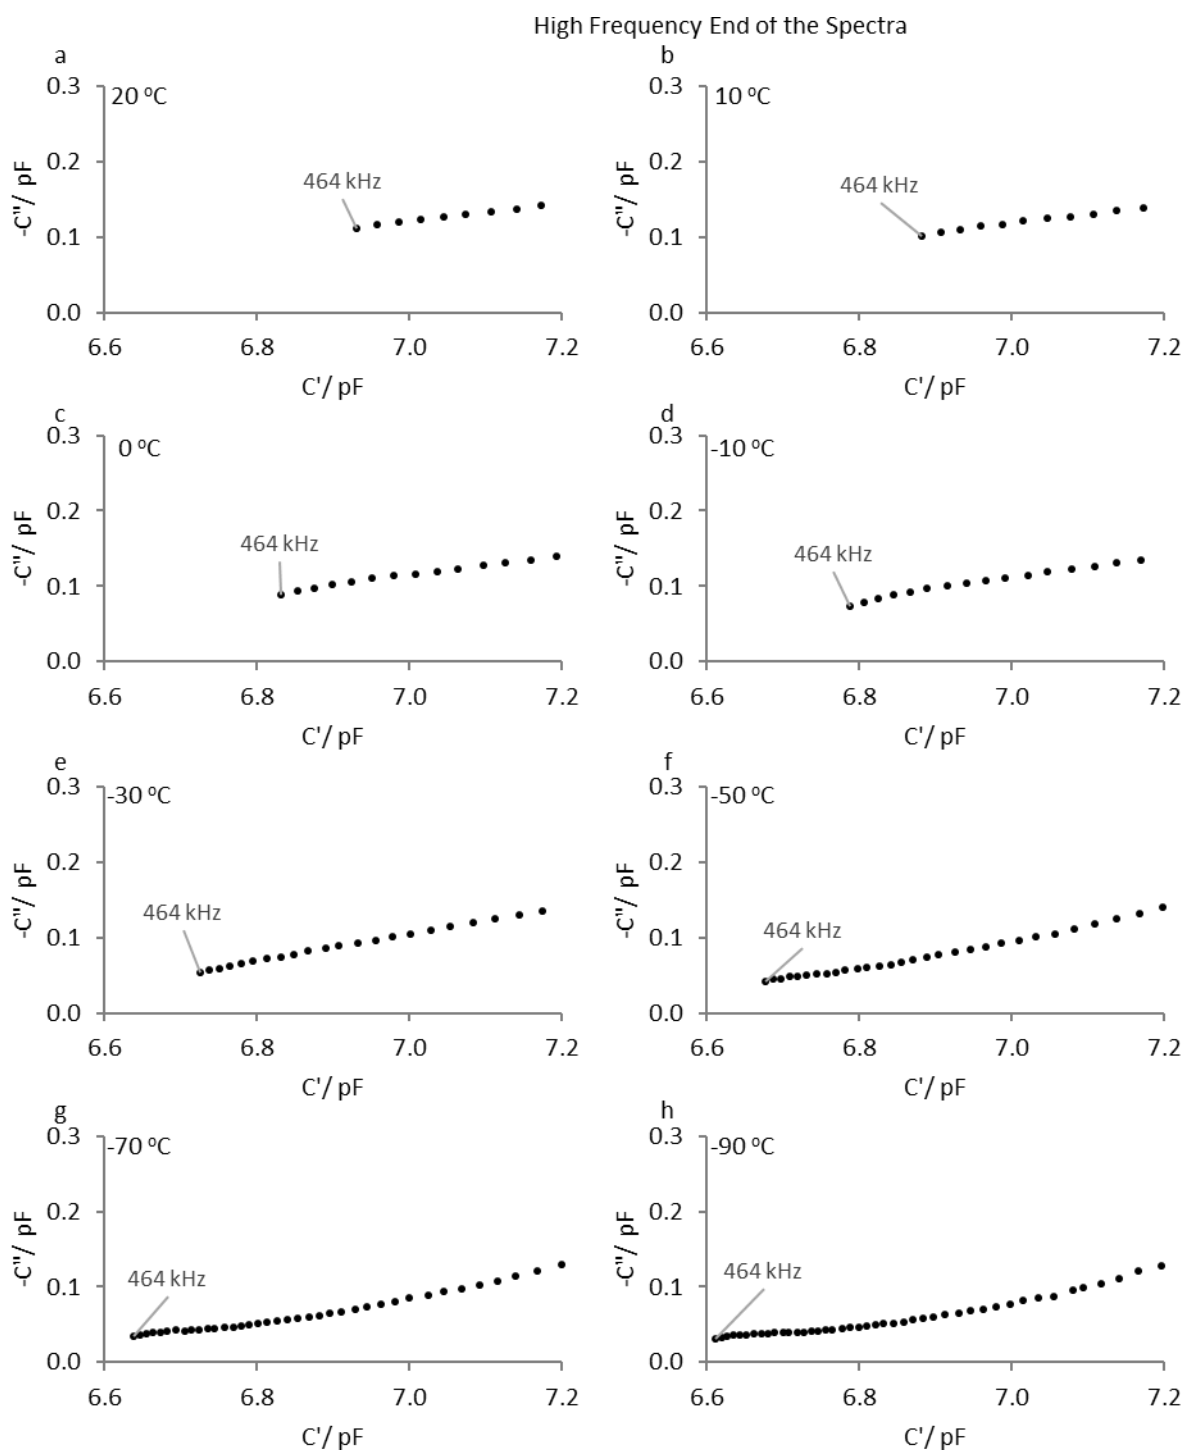 High Frequency End of the Spectra
a
0.3
20 ºC
0.2
464 kHz
0.1
0.0
-C"/ pF
6.6 6.8 7.0 7.2
C'/ pF
b
0.3
10 ºC
0.2
464 kHz
0.1
0.0
-C"/ pF
6.6 6.8 7.0 7.2
C'/ pF
c
0.3
0 ºC
0.2
464 kHz
0.1
0.0
-C"/ pF
6.6 6.8 7.0 7.2
C'/ pF
d
0.3
-10 ºC
0.2
464 kHz
0.1
0.0
-C"/ pF
6.6 6.8 7.0 7.2
C'/ pF
e
0.3
-30 ºC
0.2
464 kHz
0.1
0.0
-C"/ pF
6.6 6.8 7.0 7.2
C'/ pF
f
0.3
-50 ºC
0.2
464 kHz
0.1
0.0
-C"/ pF
6.6 6.8 7.0 7.2
C'/ pF
g
0.3
-70 ºC
0.2
464 kHz
0.1
0.0
-C"/ pF
6.6 6.8 7.0 7.2
C'/ pF
h
0.3
-90 ºC
0.2
464 kHz
0.1
0.0
-C"/ pF
6.6 6.8 7.0 7.2
C'/ pF